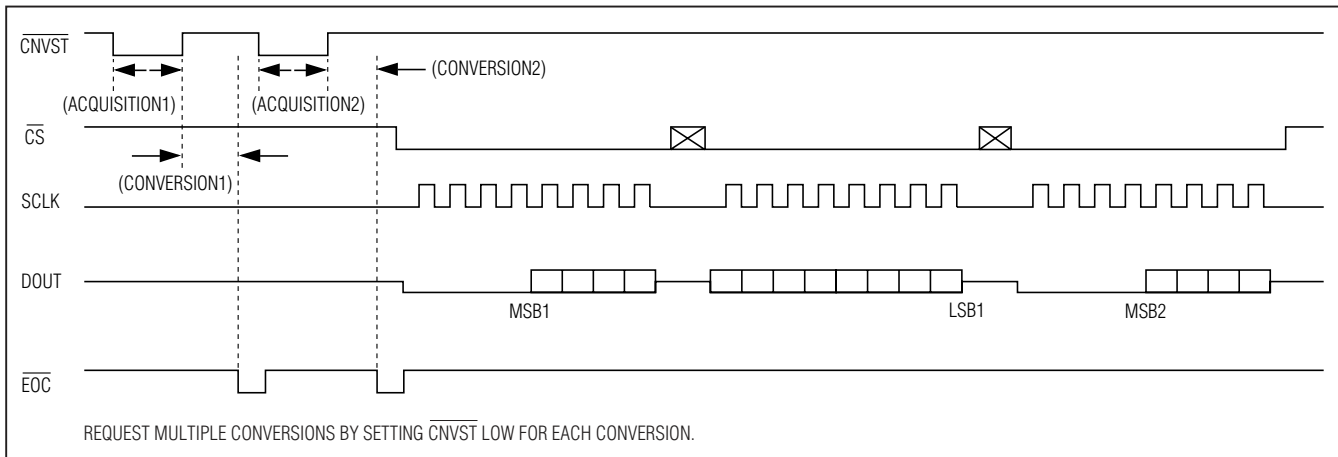 CNVST
(CONVERSION2)
(ACQUISITION1)
(ACQUISITION2)
CS
(CONVERSION1)
SCLK
DOUT
MSB1
LSB1
MSB2
EOC
REQUEST MULTIPLE CONVERSIONS BY SETTING CNVST LOW FOR EACH CONVERSION.